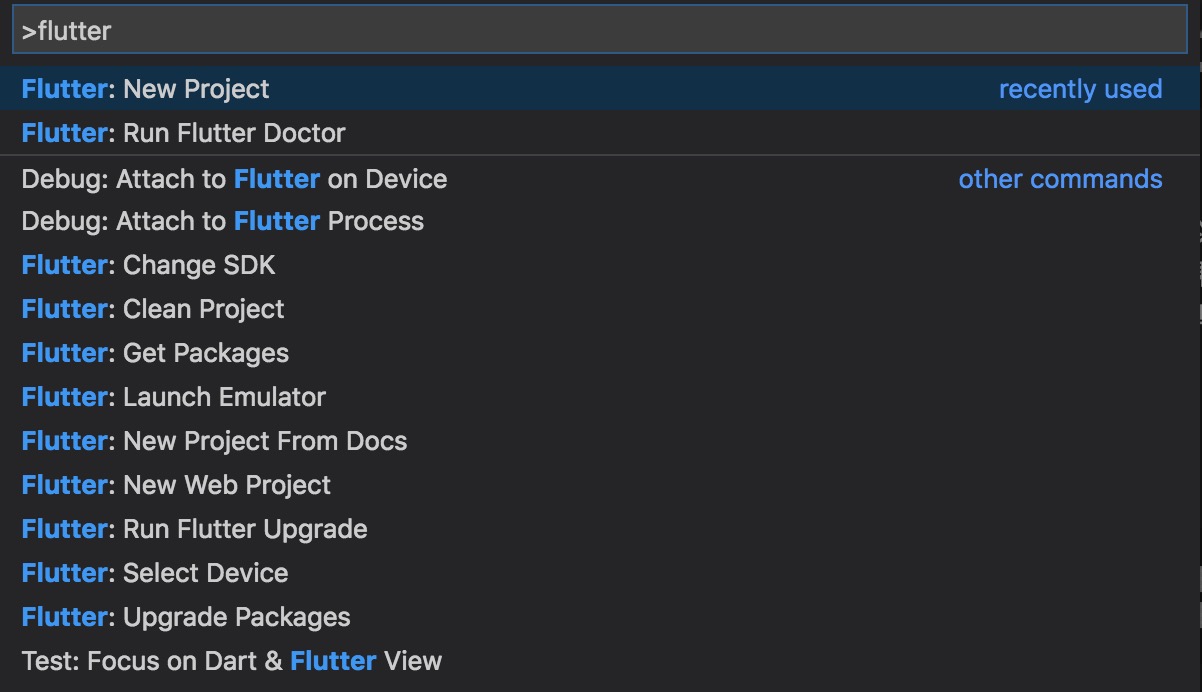 >flutter
Flutter: New Project recently used
Flutter: Run Flutter Doctor
Debug: Attach to Flutter on Device other commands
Debug: Attach to Flutter Process
Flutter: Change SDK
Flutter: Clean Project
Flutter: Get Packages
Flutter: Launch Emulator
Flutter: New Project From Docs
Flutter: New Web Project
Flutter: Run Flutter Upgrade
Flutter: Select Device
Flutter: Upgrade Packages
Test: Focus on Dart & Flutter View